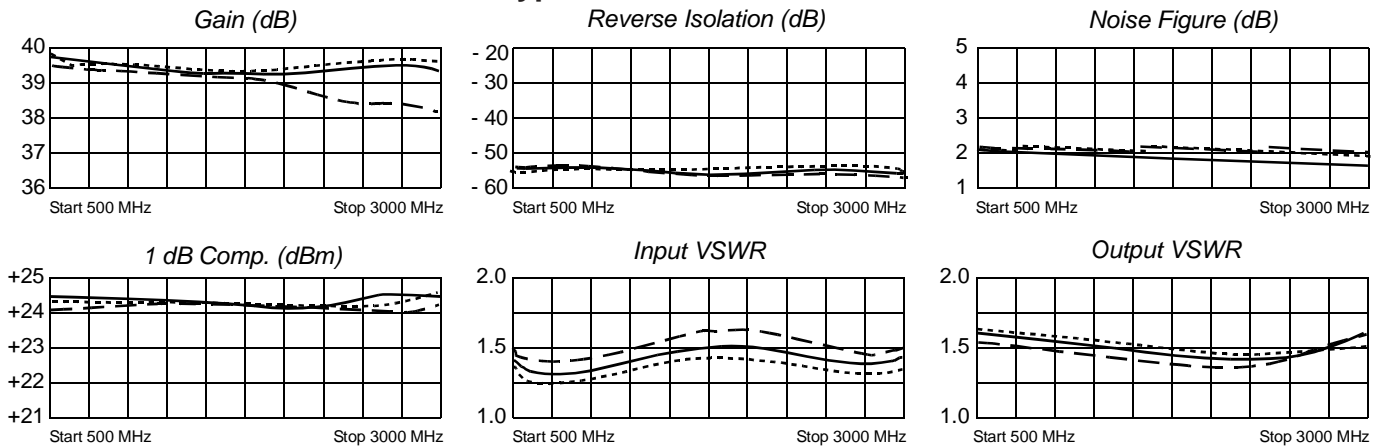 Gain (dB)
40
39
38
37
36
Start 500 MHz
Stop 3000 MHz
Reverse Isolation (dB)
- 20
- 30
- 40
- 50
- 60
Start 500 MHz
Stop 3000 MHz
Noise Figure (dB)
5
4
3
2
1
Start 500 MHz
Stop 3000 MHz
1 dB Comp. (dBm)
+25
+24
+23
+22
+21
Start 500 MHz
Stop 3000 MHz
Input VSWR
2.0
1.5
1.0
Start 500 MHz
Stop 3000 MHz
Output VSWR
2.0
1.5
1.0
Start 500 MHz
Stop 3000 MHz